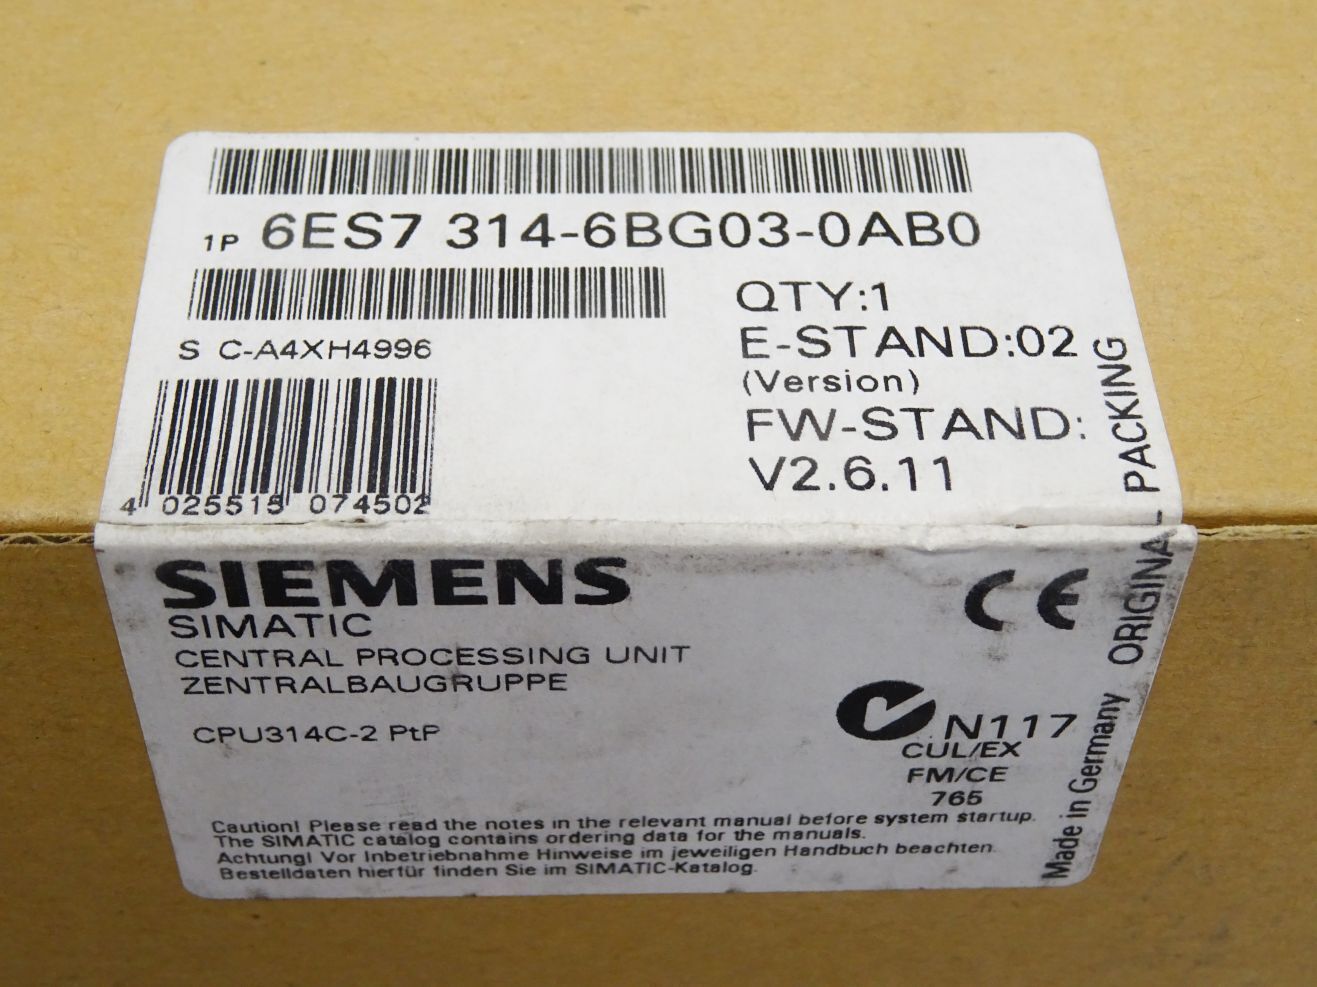 1P 6ES7 314-6BG03-0AB0
S C-A4XH4996
QTY:1
E-STAND:02
(Version)
FW-STAND:
V2.6.11
4 025515 074502
SIEMENS
SIMATIC
CENTRAL PROCESSING UNIT
ZENTRALBAUGRUPPE
CPU314C-2 PtP
CE
N117
CUL/EX
FM/CE
765
Caution! Please read the notes in the relevant manual before system startup.
The SIMATIC catalog contains ordering data for the manuals.
Achtung! Vor Inbetriebnahme Hinweise im jeweiligen Handbuch beachten.
Bestelldaten hierfür finden Sie im SIMATIC-Katalog.
Made in Germany ORIGINAL PACKING